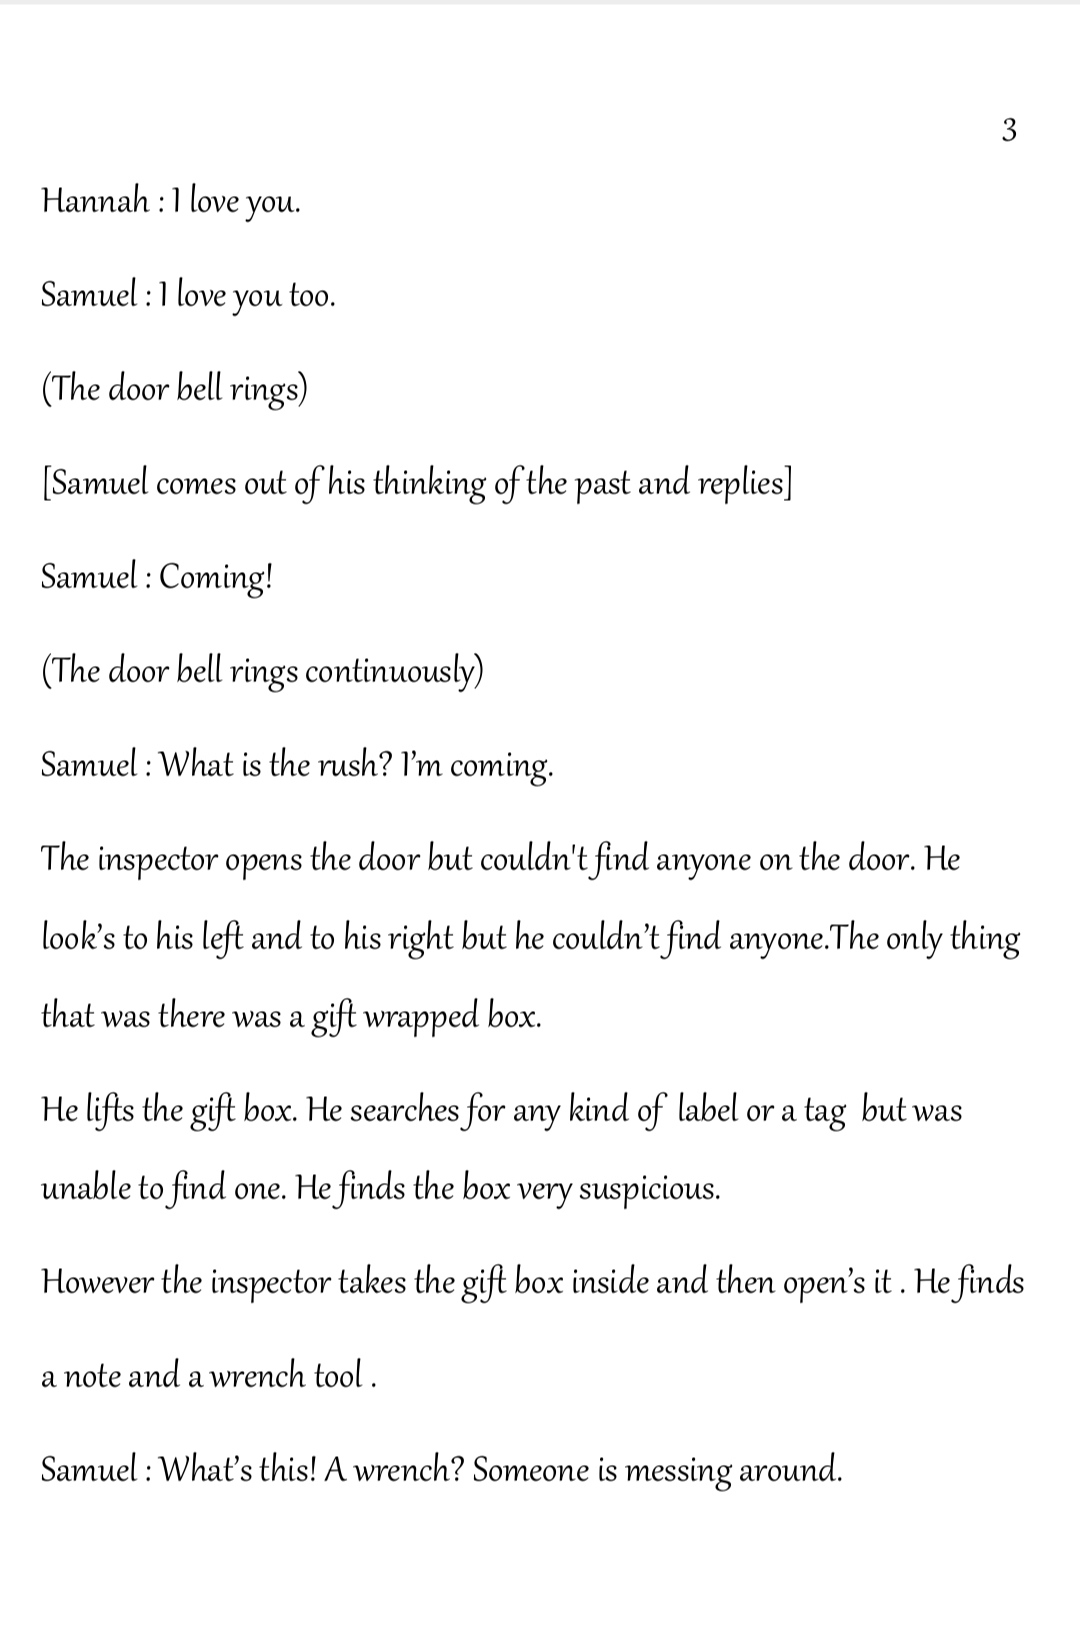 3
Hannah : I love you.
Samuel : I love you too.
(The door bell rings)
[Samuel comes out of his thinking of the past and replies]
Samuel : Coming!
(The door bell rings continuously)
Samuel : What is the rush? I’m coming.
The inspector opens the door but couldn't find anyone on the door. He
look’s to his left and to his right but he couldn’t find anyone.The only thing
that was there was a gift wrapped box.
He lifts the gift box. He searches for any kind of  label or a tag  but was
unable to find one. He finds the box very suspicious.
However the inspector takes the gift box inside and then open’s it . He finds
a note and a wrench tool .
Samuel : What’s this! A wrench? Someone is messing around.